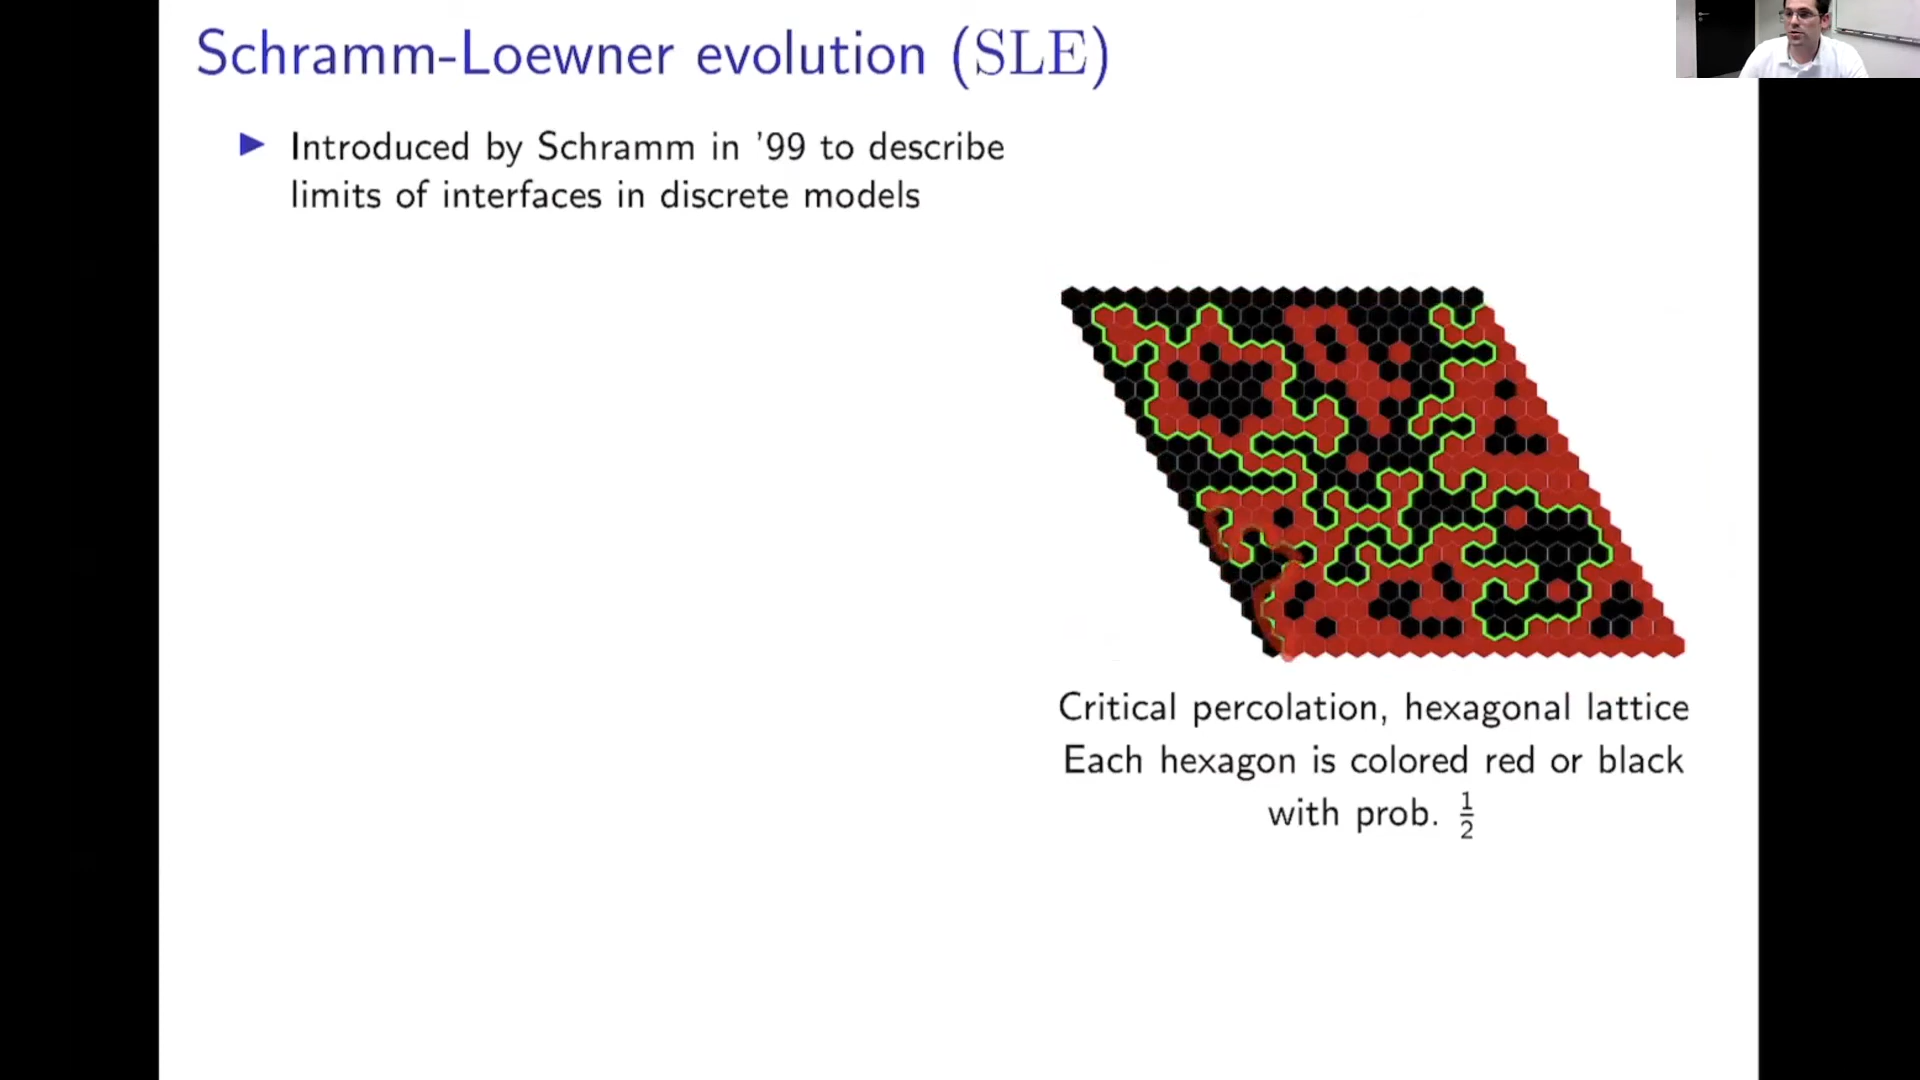 Schramm-Loewner evolution (SLE)
▶ Introduced by Schramm in ’99 to describe
limits of interfaces in discrete models
Critical percolation, hexagonal lattice
Each hexagon is colored red or black
with prob. 1/2